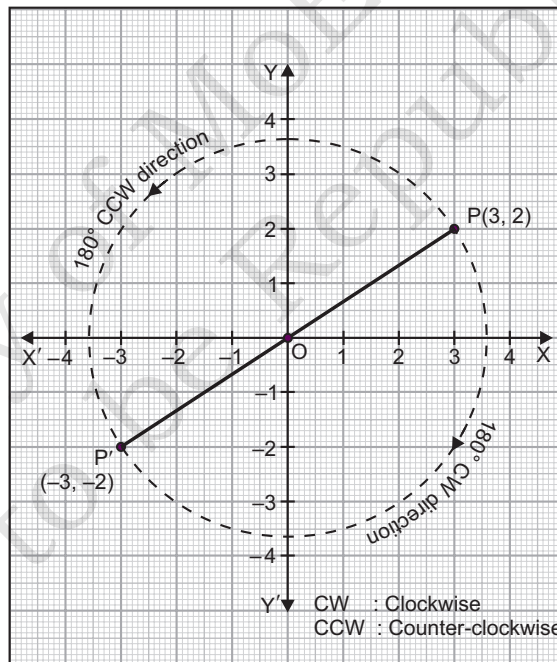 Y
4
3
2
1
180° CCW direction
P(3, 2)
X′ –4 –3 –2 –1 O 1 2 3 4 X
–1
–2
–3
–4
P′
(–3, –2)
180° CW direction
Y′
CW : Clockwise
CCW : Counter-clockwise